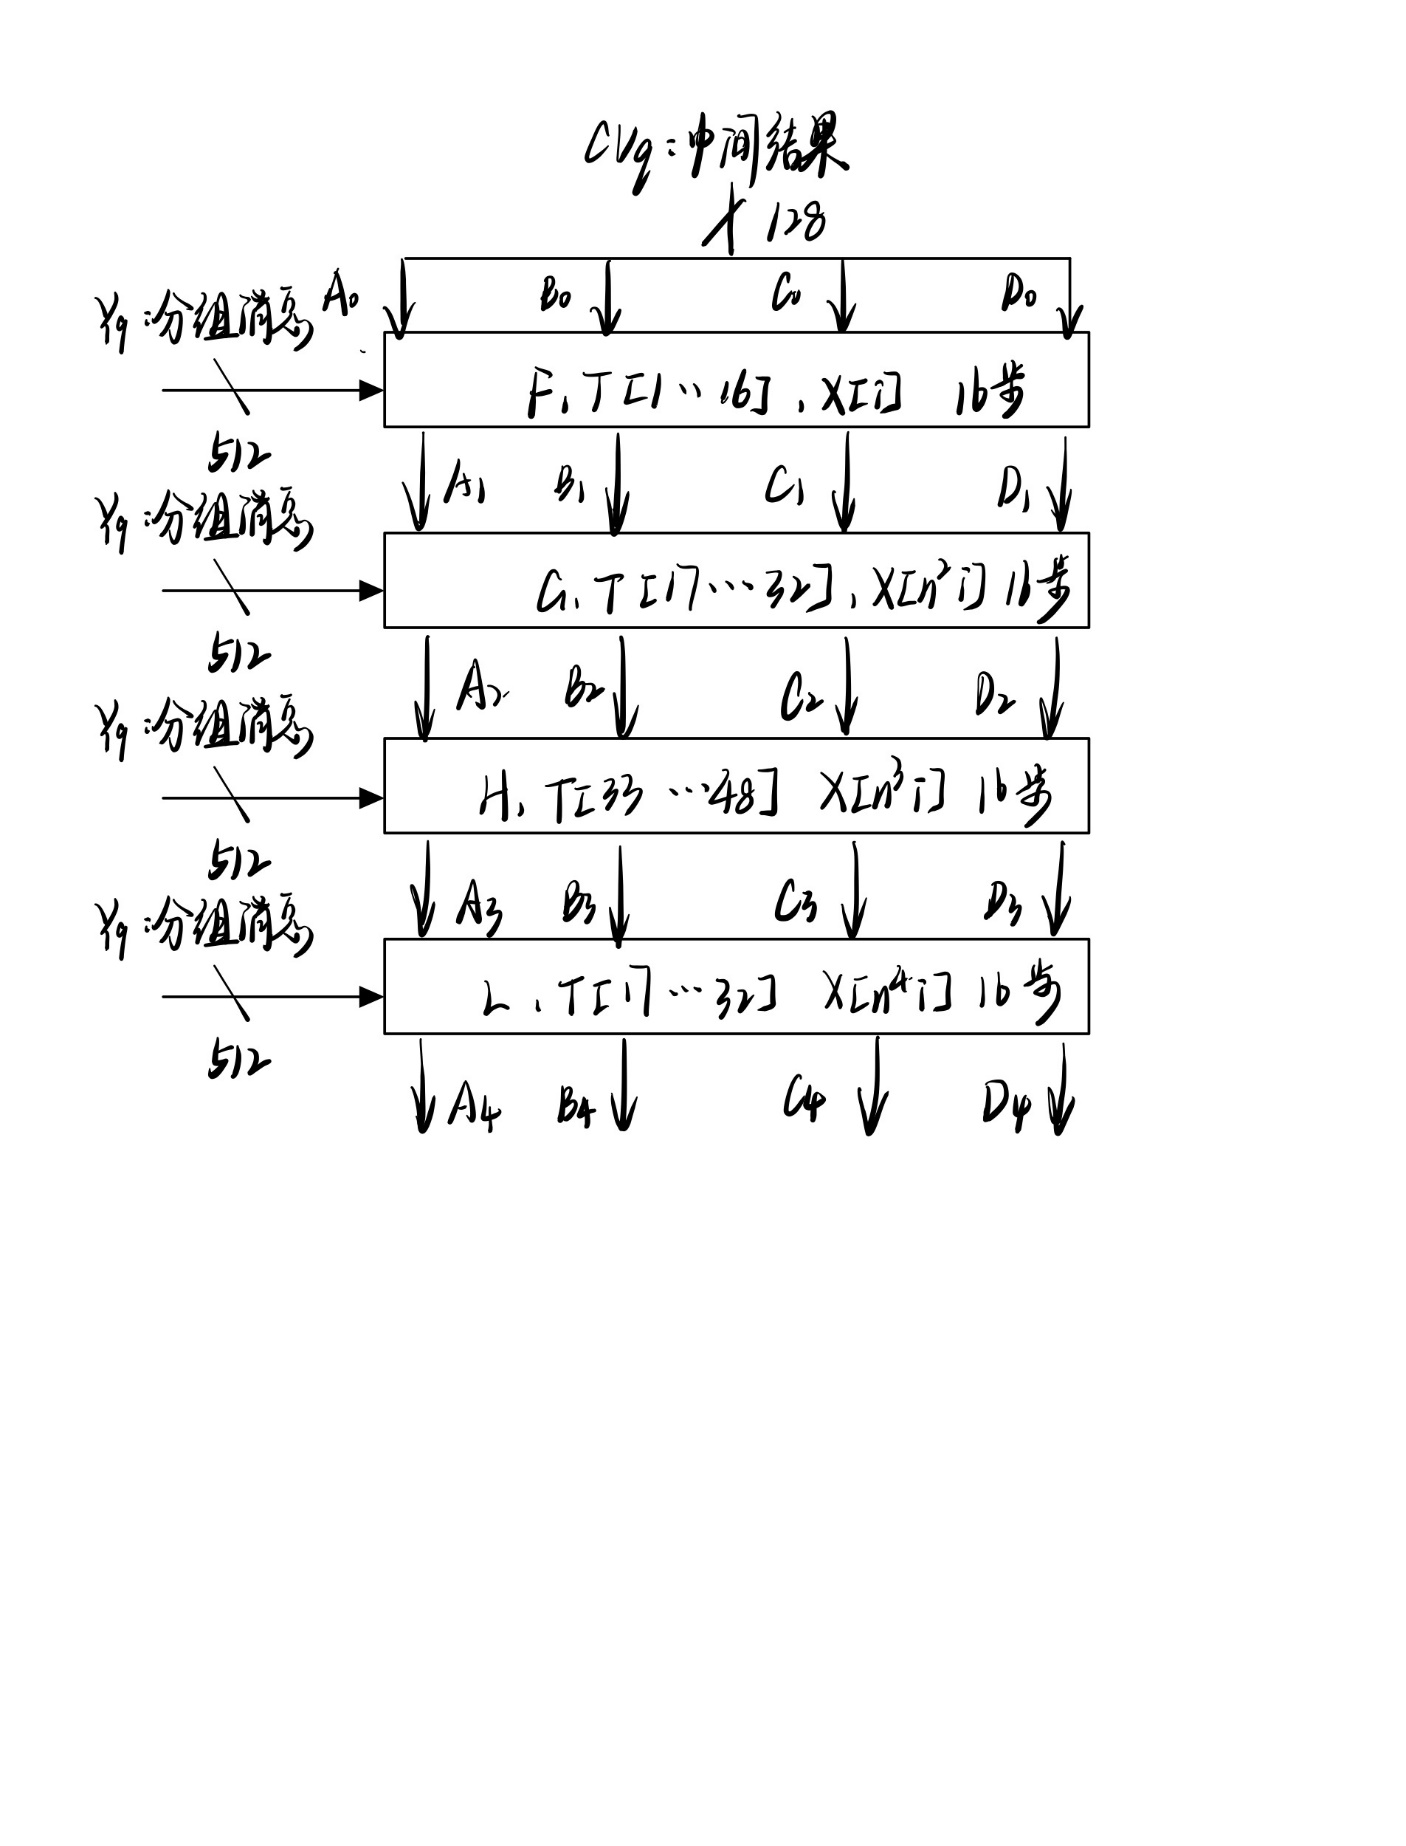 CVq:中间结果
128
A0 B0 C0 D0
Yq:分组消息
F, T[1··16], X[i] 16步
512
A1 B1 C1 D1
Yq:分组消息
G, T[17···32], X[n²i] 16步
512
A2 B2 C2 D2
Yq:分组消息
H, T[33···48] X[n³i] 16步
512
A3 B3 C3 D3
Yq:分组消息
L, T[17···32] X[n⁴i] 16步
512
A4 B4 C4 D4